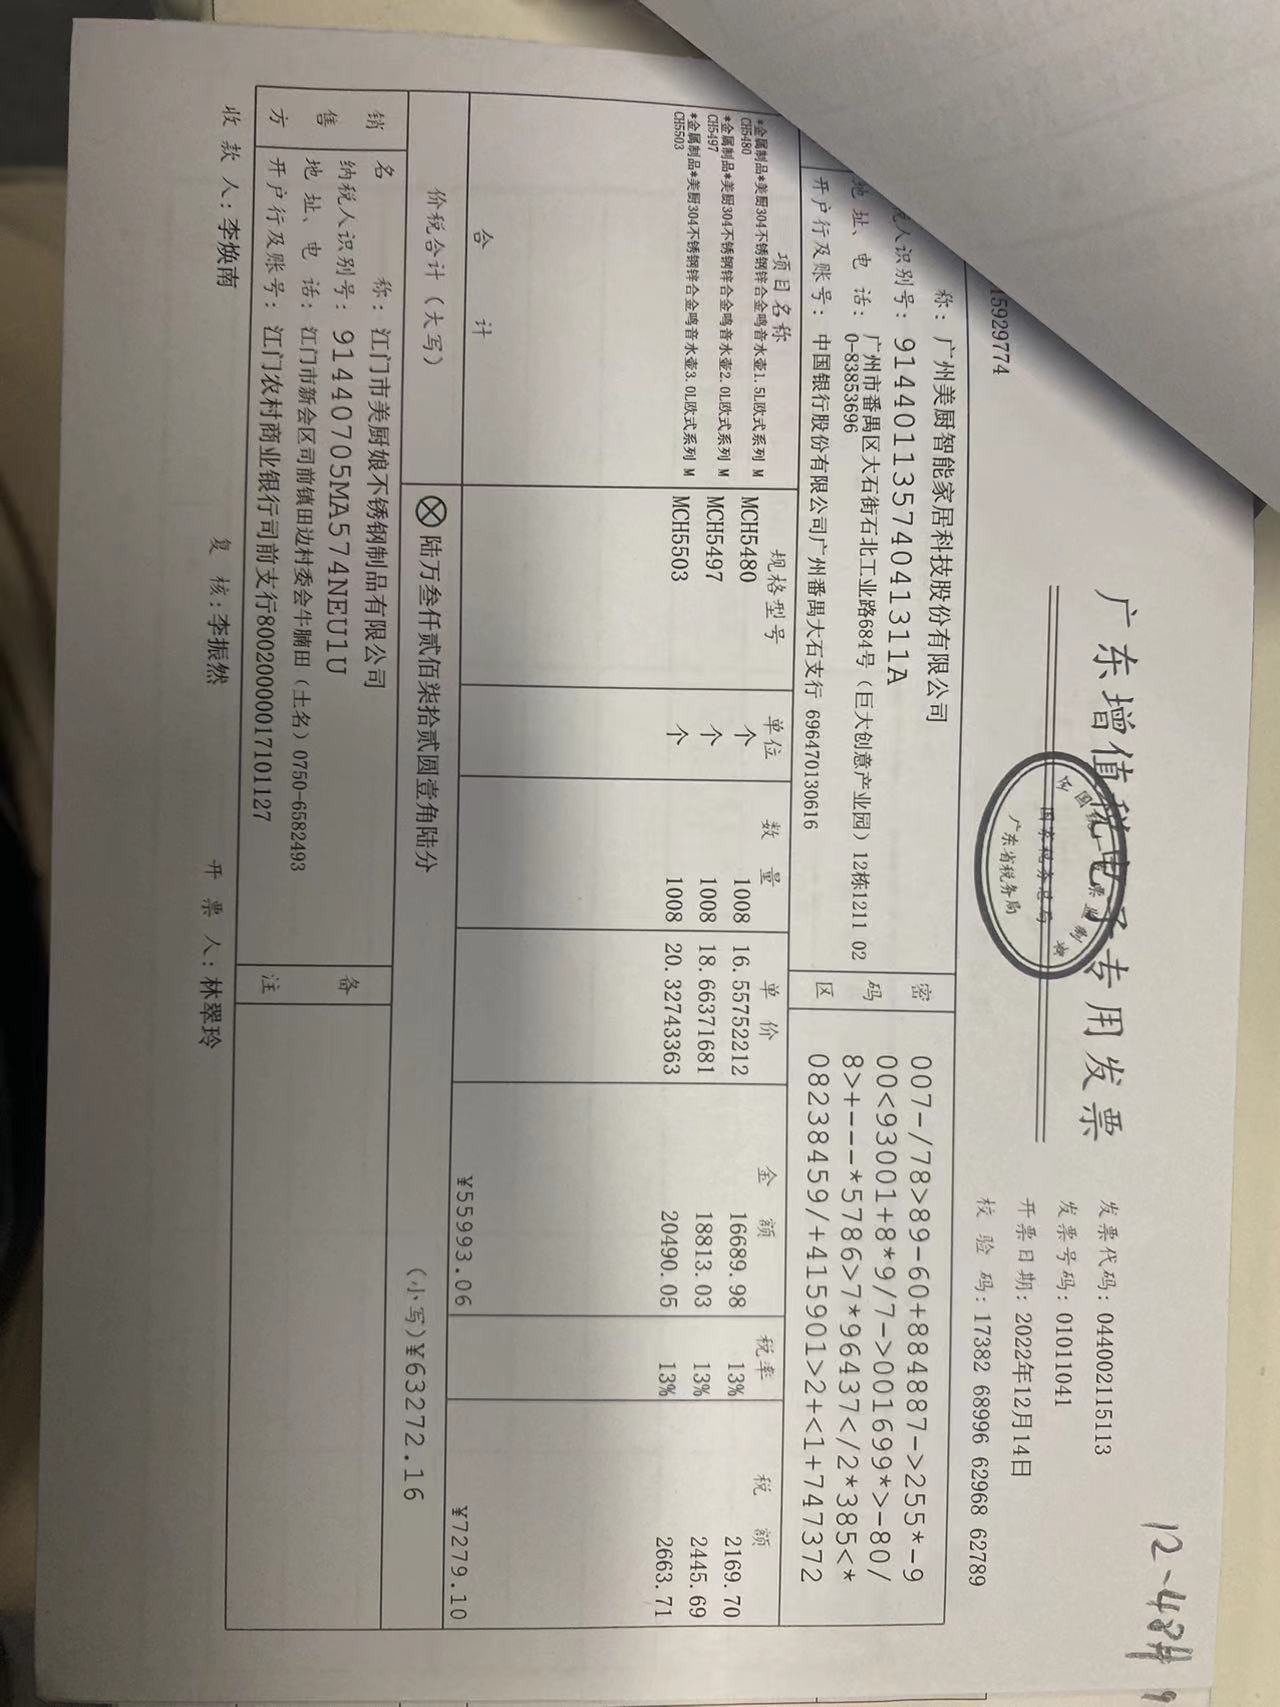 12-48#
广东增值税电子专用发票
国家税务总局
广东省税务局
发票代码: 044002115113
发票号码: 01011041
开票日期: 2022年12月14日
校 验 码: 17382 68996 62968 62789
15929774
称: 广州美厨智能家居科技股份有限公司
人识别号: 91440113574041311A
地址、电 话: 广州市番禺区大石街石北工业路684号(巨大创意产业园)12栋1211 02
0-83853696
开户行及账号: 中国银行股份有限公司广州番禺大石支行 696470130616
密码区
007-/78>89-60+884887->255*-9
00<93001+8*9/7->001699*>-80/
8>+---*5786>7*96437</2*385<*
08238459/+415901>2+<1+747372
项目名称 规格型号 单位 数 量 单 价 金 额 税率 税 额
*金属制品*美厨304不锈钢锌合金鸣音水壶1.5L欧式系列 M MCH5480 个 1008 16.55752212 16689.98 13% 2169.70
CH5480
*金属制品*美厨304不锈钢锌合金鸣音水壶2.0L欧式系列 M MCH5497 个 1008 18.66371681 18813.03 13% 2445.69
CH5497
*金属制品*美厨304不锈钢锌合金鸣音水壶3.0L欧式系列 M MCH5503 个 1008 20.32743363 20490.05 13% 2663.71
CH5503
合 计 ¥55993.06 ¥7279.10
价税合计(大写) ⊗陆万叁仟贰佰柒拾贰圆壹角陆分 (小写)¥63272.16
销售方
名 称: 江门市美厨娘不锈钢制品有限公司
纳税人识别号: 91440705MA574NEU1U
地址、电 话: 江门市新会区司前镇田边村委会牛腩田(土名)0750-6582493
开户行及账号: 江门农村商业银行司前支行80020000017101127
备注
收 款 人: 李焕南 复 核: 李振然 开 票 人: 林翠玲